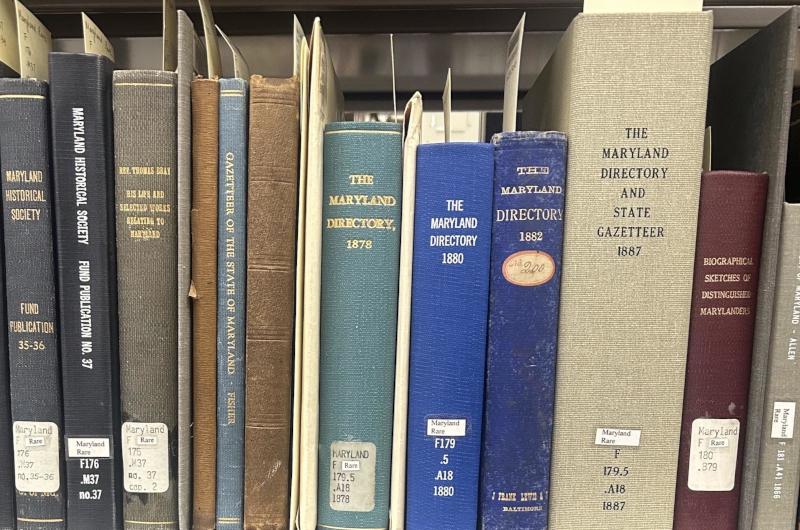 MARYLAND
HISTORICAL
SOCIETY
FUND
PUBLICATION
35-36
Maryland
F Rare
176
.M37
no.35-36
MARYLAND HISTORICAL SOCIETY FUND PUBLICATION NO. 37
Maryland
Rare
F176
.M37
no.37
REV. THOMAS BRAY
HIS LIFE AND
SELECTED WORKS
RELATING TO
MARYLAND
Maryland
F Rare
176
.M37
no. 37
cop. 2
GAZETTEER OF THE STATE OF MARYLAND - FISHER
THE
MARYLAND
DIRECTORY,
1878
MARYLAND
F Rare
179.5
.A18
1878
THE
MARYLAND
DIRECTORY
1880
Maryland
Rare
F179
.5
.A18
1880
THE
MARYLAND
DIRECTORY
1882
200
J FRANK LEWIS &
BALTIMORE
THE
MARYLAND
DIRECTORY
AND
STATE
GAZETTEER
1887
Maryland
Rare
F
179.5
.A18
1887
BIOGRAPHICAL
SKETCHES OF
DISTINGUISHED
MARYLANDERS
Maryland
F Rare
180
.B79
MARYLAND - ALLEN
Maryland
Rare
F 181 .A41 1866